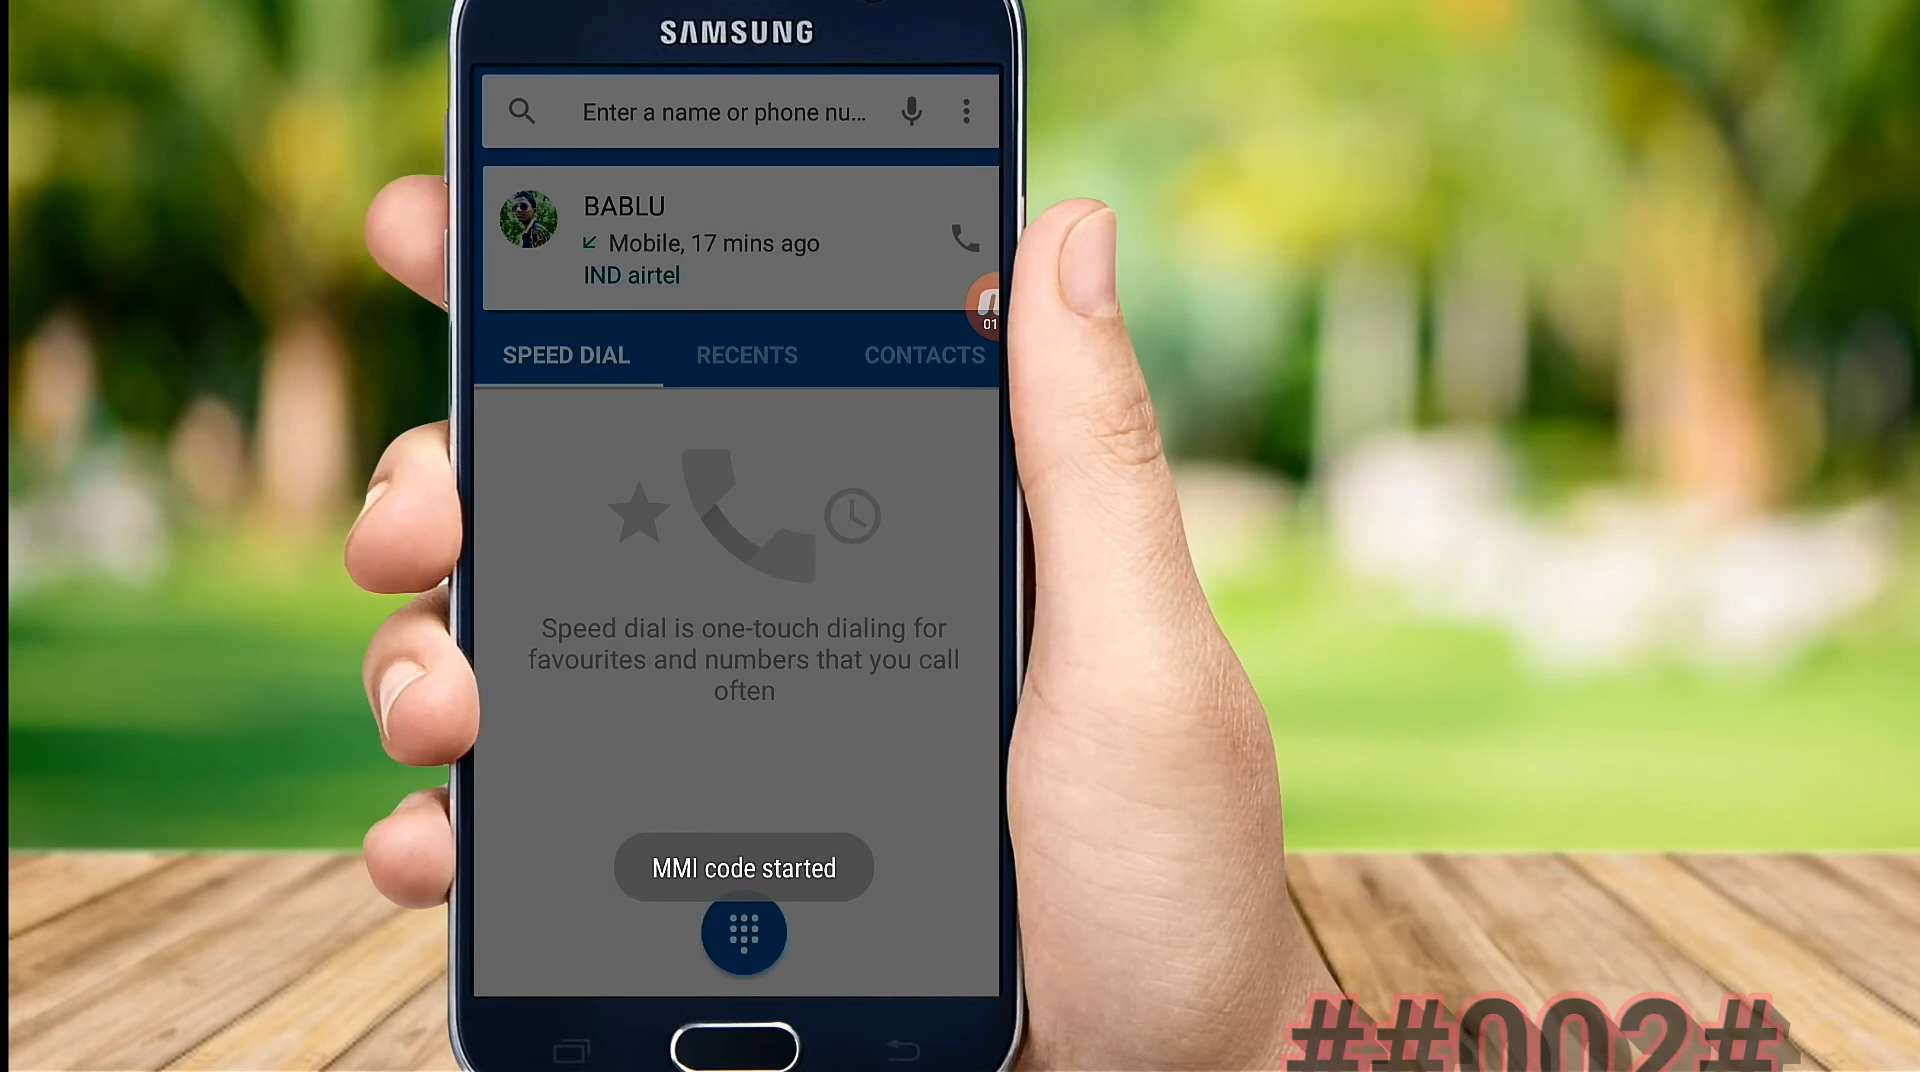 SAMSUNG
Enter a name or phone nu...
BABLU
Mobile, 17 mins ago
IND airtel
01
SPEED DIAL RECENTS CONTACTS
Speed dial is one-touch dialing for
favourites and numbers that you call
often
MMI code started
##002#